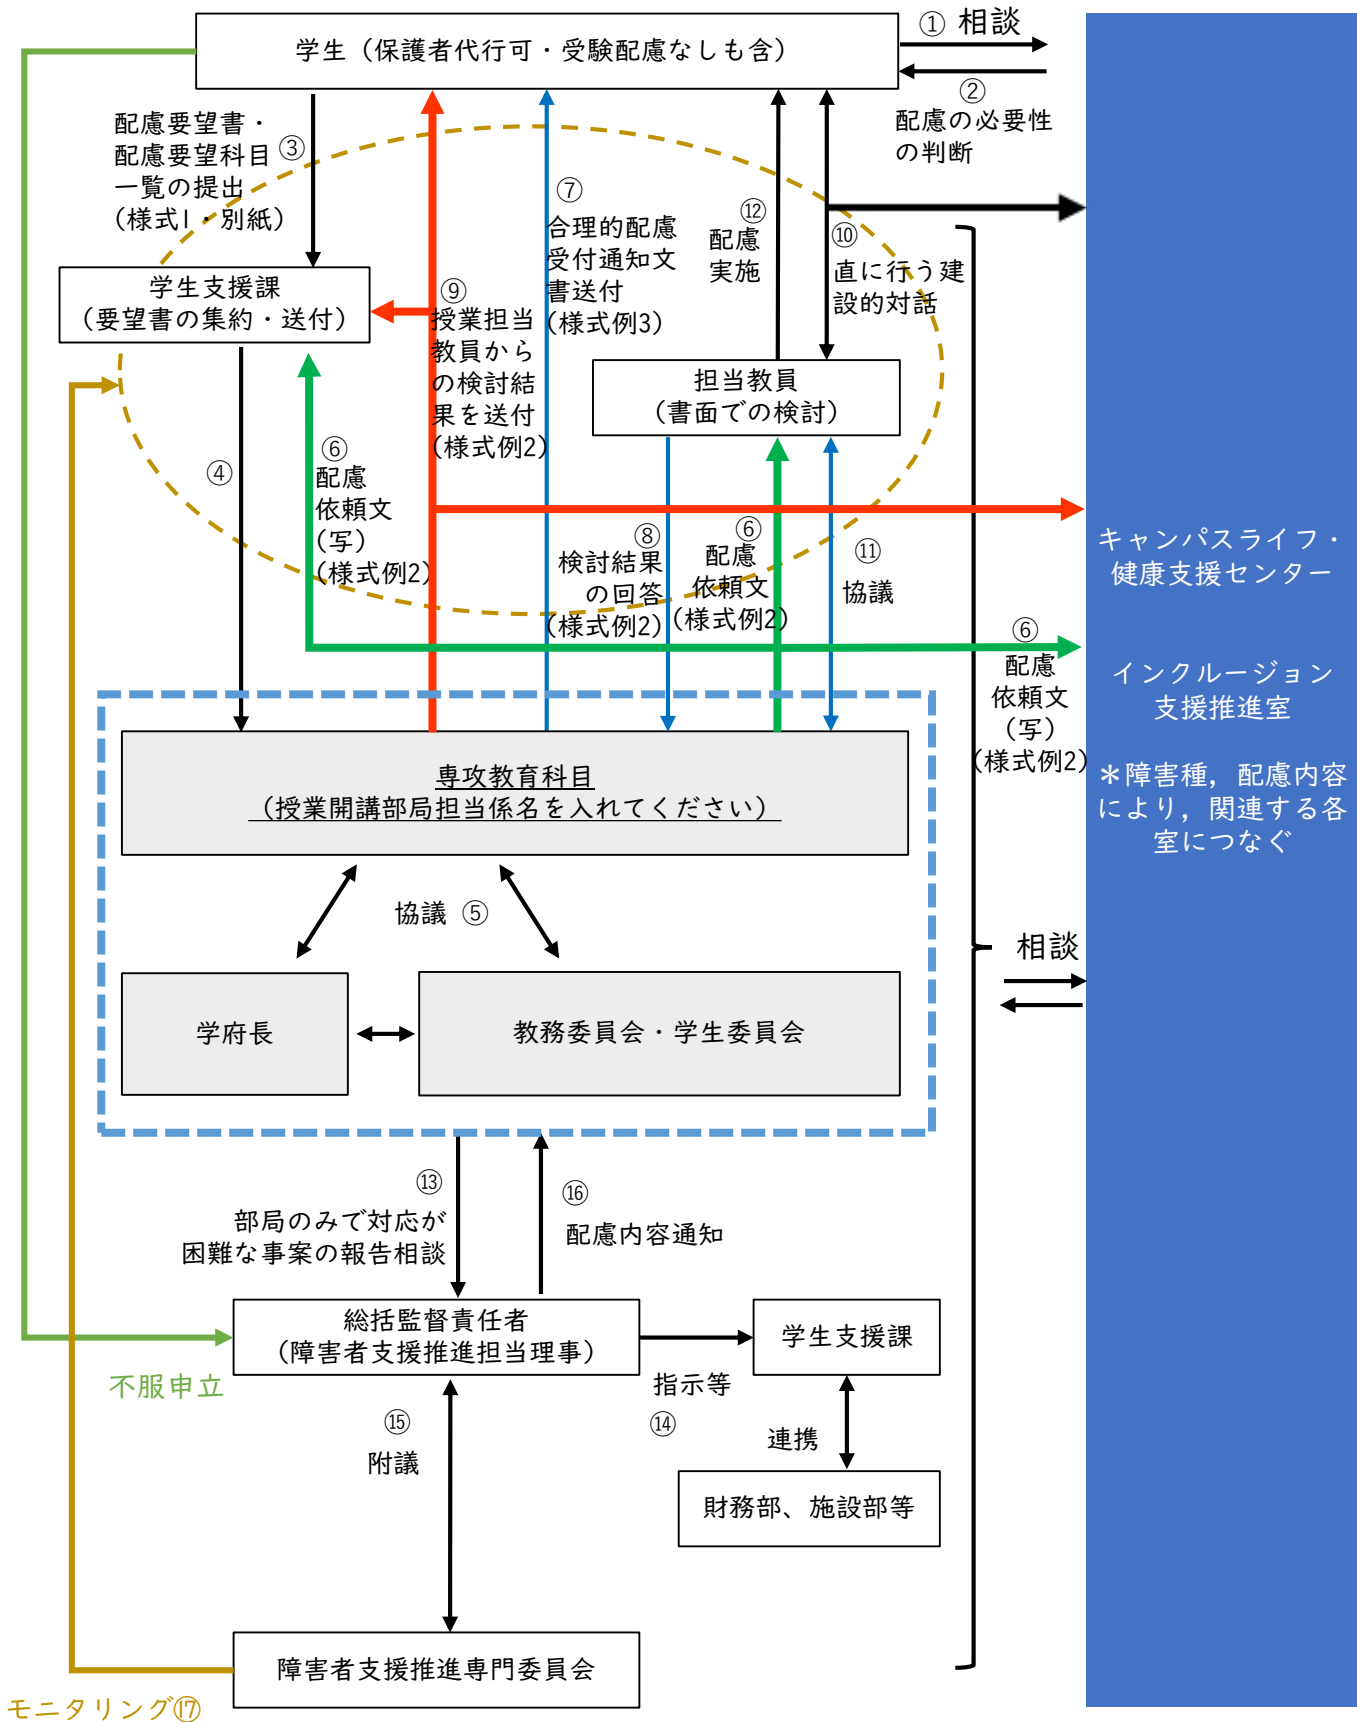 学生（保護者代行可・受験配慮なしも含）
① 相談
②
配慮の必要性
の判断
配慮要望書・
配慮要望科目
一覧の提出
(様式1・別紙)
③
学生支援課
（要望書の集約・送付）
⑨
授業担当
教員から
の検討結
果を送付
(様式例2)
⑦
合理的配慮
受付通知文
書送付
(様式例3)
⑫
配慮
実施
⑩
直に行う建
設的対話
担当教員
（書面での検討）
④
⑥
配慮
依頼文
(写)
(様式例2)
⑧
検討結果
の回答
(様式例2)
⑥
配慮
依頼文
(様式例2)
⑪
協議
⑥
配慮
依頼文
(写)
(様式例2)
キャンパスライフ・
健康支援センター
インクルージョン
支援推進室
＊障害種，配慮内容
により，関連する各
室につなぐ
専攻教育科目
（授業開講部局担当係名を入れてください）
協議 ⑤
学府長
教務委員会・学生委員会
相談
⑬
部局のみで対応が
困難な事案の報告相談
⑯
配慮内容通知
総括監督責任者
（障害者支援推進担当理事）
学生支援課
不服申立
指示等
⑭
⑮
附議
連携
財務部、施設部等
障害者支援推進専門委員会
モニタリング⑰